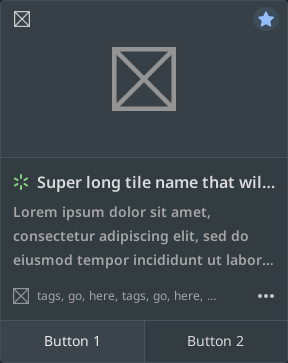 Super long tile name that wil...
Lorem ipsum dolor sit amet,
consectetur adipiscing elit, sed do
eiusmod tempor incididunt ut labor...
tags, go, here, tags, go, here, ...
Button 1
Button 2